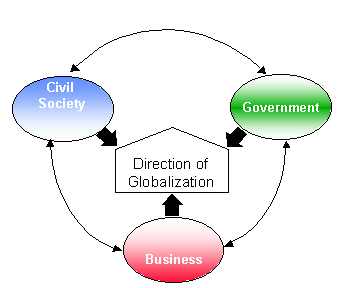 Civil
Society
Government
Direction of
Globalization
Business